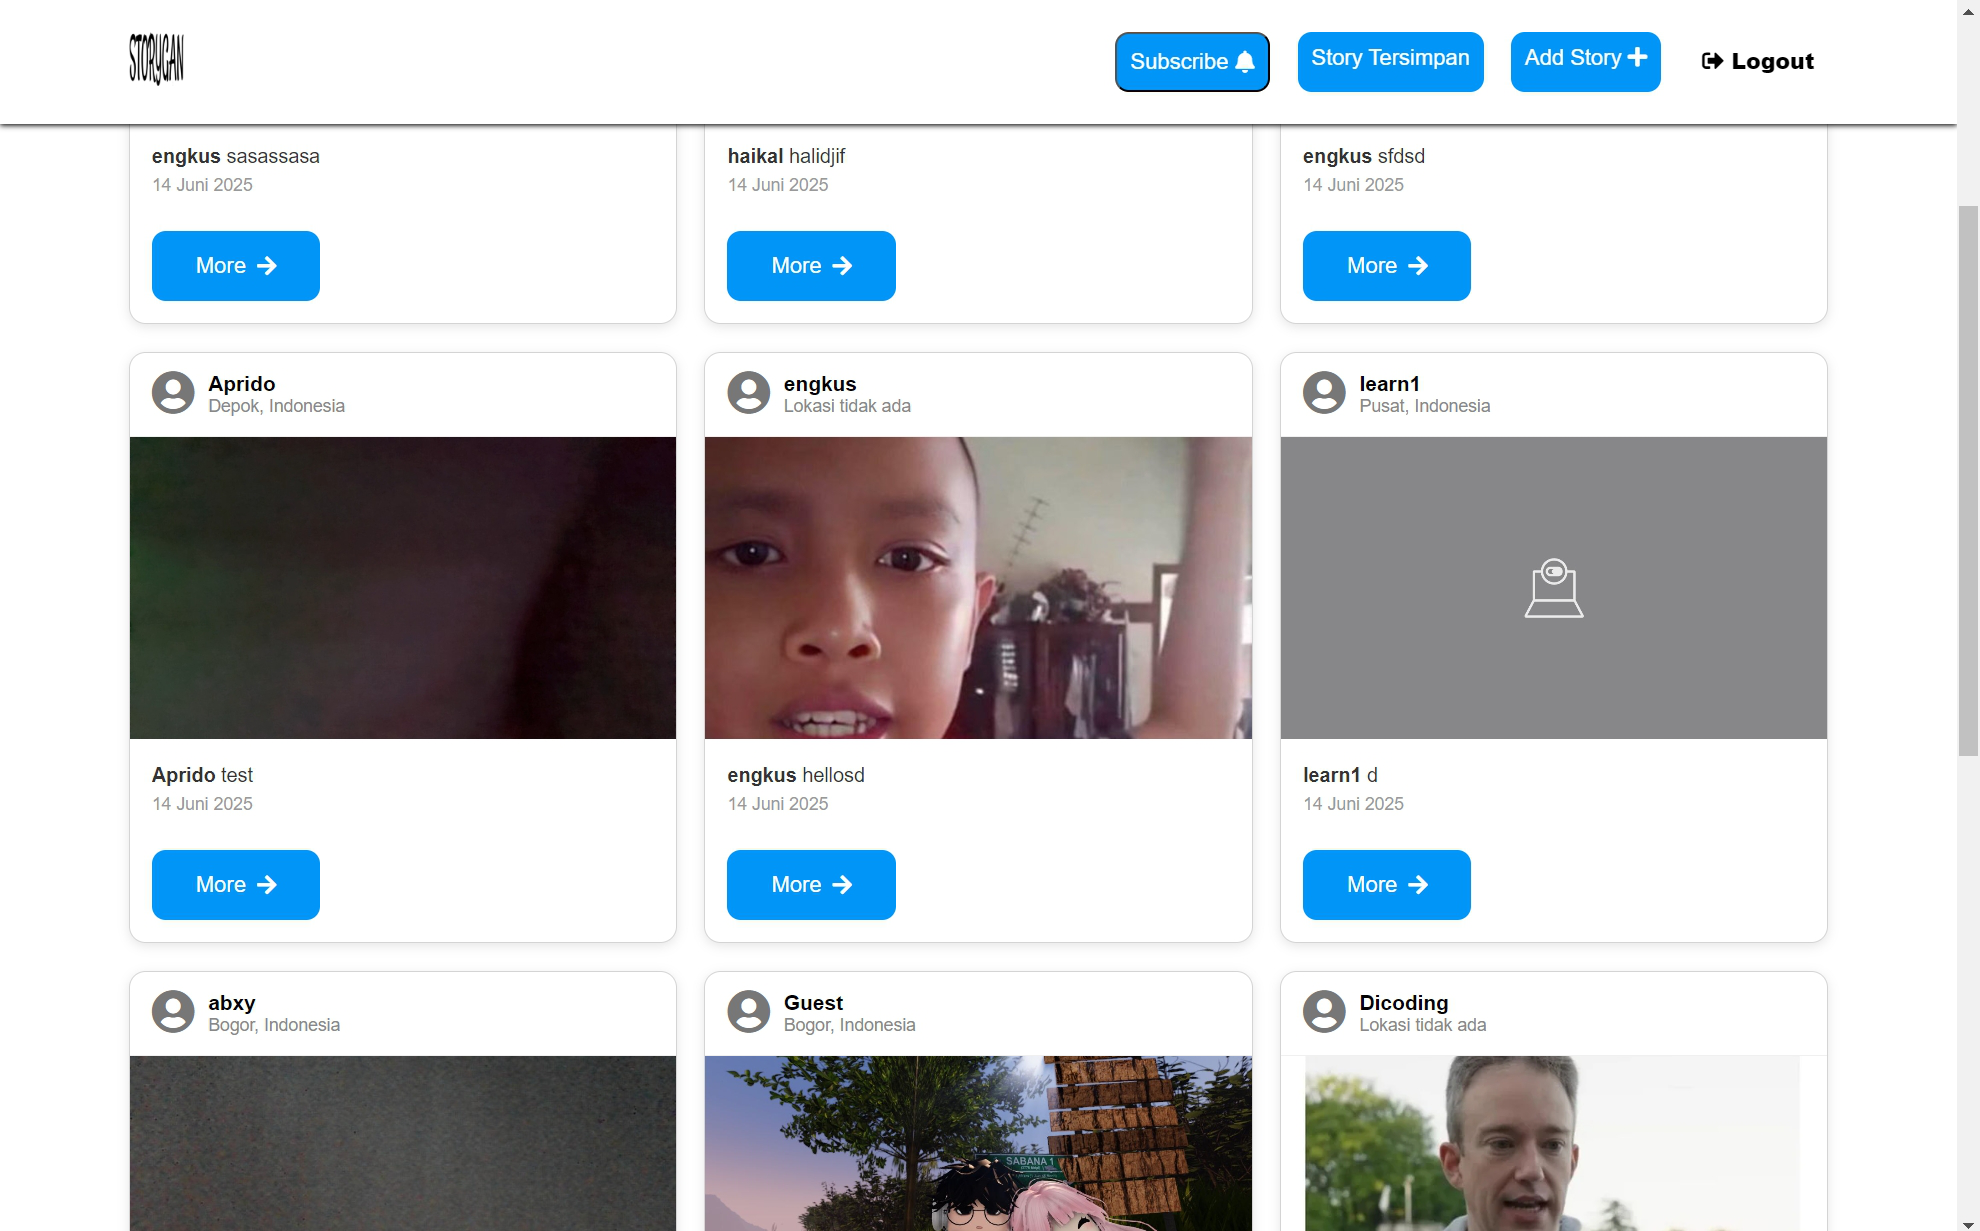 STORYGAN
Subscribe
Story Tersimpan
Add Story
Logout
engkus sasassasa
14 Juni 2025
More
haikal halidjif
14 Juni 2025
More
engkus sfdsd
14 Juni 2025
More
Aprido
Depok, Indonesia
Aprido test
14 Juni 2025
More
engkus
Lokasi tidak ada
engkus hellosd
14 Juni 2025
More
learn1
Pusat, Indonesia
learn1 d
14 Juni 2025
More
abxy
Bogor, Indonesia
Guest
Bogor, Indonesia
SABANA 1
Dicoding
Lokasi tidak ada